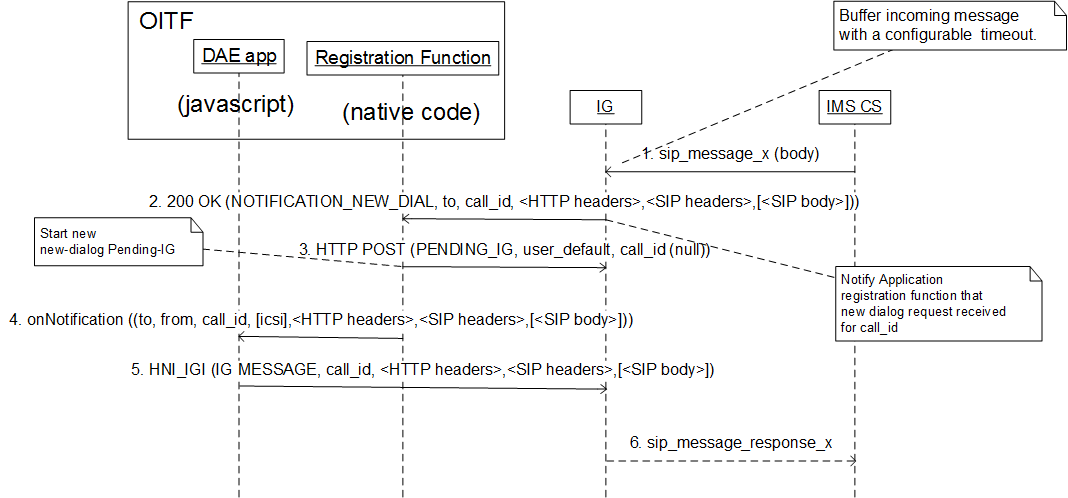 OITF
Buffer incoming message
with a configurable  timeout.
DAE app
Registration Function
(javascript)
(native code)
IG
IMS CS
1. sip_message_x (body)
2. 200 OK (NOTIFICATION_NEW_DIAL, to, call_id, <HTTP headers>,<SIP headers>,[<SIP body>]))
Start new
new-dialog Pending-IG
3. HTTP POST (PENDING_IG, user_default, call_id (null))
Notify Application
registration function that
new dialog request received
for call_id
4. onNotification ((to, from, call_id, [icsi],<HTTP headers>,<SIP headers>,[<SIP body>]))
5. HNI_IGI (IG MESSAGE, call_id, <HTTP headers>,<SIP headers>,[<SIP body>])
6. sip_message_response_x